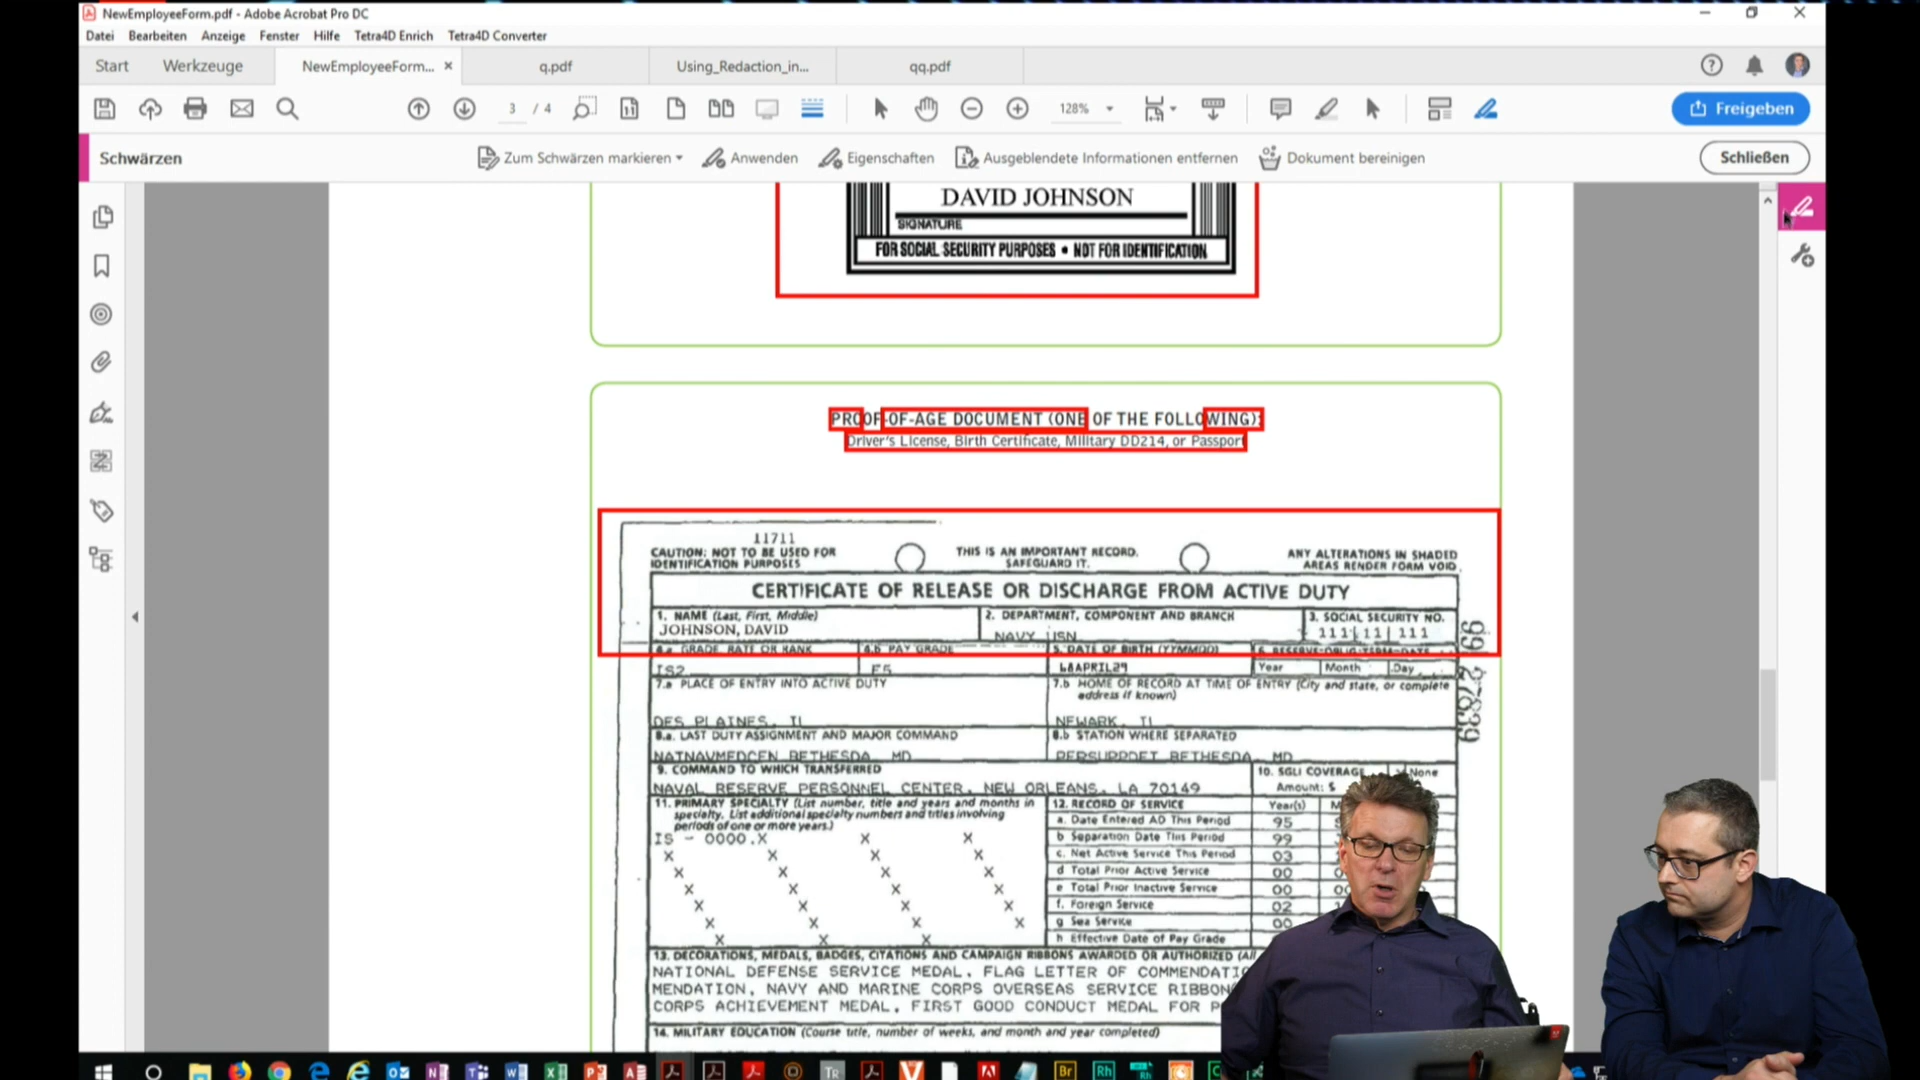 NewEmployeeForm.pdf - Adobe Acrobat Pro DC
Datei Bearbeiten Anzeige Fenster Hilfe Tetra4D Enrich Tetra4D Converter
Start Werkzeuge NewEmployeeForm... q.pdf Using_Redaction_in... qq.pdf
3 / 4 128% Freigeben
Schwärzen Zum Schwärzen markieren Anwenden Eigenschaften Ausgeblendete Informationen entfernen Dokument bereinigen Schließen
DAVID JOHNSON
SIGNATURE
FOR SOCIAL SECURITY PURPOSES • NOT FOR IDENTIFICATION
PROOF-OF-AGE DOCUMENT (ONE OF THE FOLLOWING):
Driver's License, Birth Certificate, Military DD214, or Passport
11711
CAUTION: NOT TO BE USED FOR IDENTIFICATION PURPOSES
THIS IS AN IMPORTANT RECORD. SAFEGUARD IT.
ANY ALTERATIONS IN SHADED AREAS RENDER FORM VOID
CERTIFICATE OF RELEASE OR DISCHARGE FROM ACTIVE DUTY
1. NAME (Last, First, Middle) 2. DEPARTMENT, COMPONENT AND BRANCH 3. SOCIAL SECURITY NO.
JOHNSON, DAVID NAVY USN 111 11 111
4.a GRADE, RATE OR RANK 4.b PAY GRADE 5. DATE OF BIRTH (YYMMDD)
IS2 E5 Year Month Day
7.a PLACE OF ENTRY INTO ACTIVE DUTY 7.b HOME OF RECORD AT TIME OF ENTRY (City and state, or complete address if known)
DES PLAINES, IL NEWARK, IL
8.a. LAST DUTY ASSIGNMENT AND MAJOR COMMAND 8.b STATION WHERE SEPARATED
NATNAVMEDCEN BETHESDA, MD PERSUPPDET BETHESDA, MD
9. COMMAND TO WHICH TRANSFERRED 10. SGLI COVERAGE None
NAVAL RESERVE PERSONNEL CENTER, NEW ORLEANS, LA 70149 Amount: $
11. PRIMARY SPECIALTY (List number, title and years and months in specialty. List additional specialty numbers and titles involving periods of one or more years.)
IS - 0000.X X X
X X X
X X X
X X X
X X X
X X X
X X X
12. RECORD OF SERVICE Year(s)
a. Date Entered AD This Period 95
b Separation Date This Period 99
c. Net Active Service This Period 03
d Total Prior Active Service 00
e Total Prior Inactive Service 00
f. Foreign Service 02
g Sea Service 00
h Effective Date of Pay Grade
13. DECORATIONS, MEDALS, BADGES, CITATIONS AND CAMPAIGN RIBBONS AWARDED OR AUTHORIZED
NATIONAL DEFENSE SERVICE MEDAL, FLAG LETTER OF COMMENDATIO
MENDATION, NAVY AND MARINE CORPS OVERSEAS SERVICE RIBBON
CORPS ACHIEVEMENT MEDAL, FIRST GOOD CONDUCT MEDAL FOR P
14. MILITARY EDUCATION (Course title, number of weeks, and month and year completed)